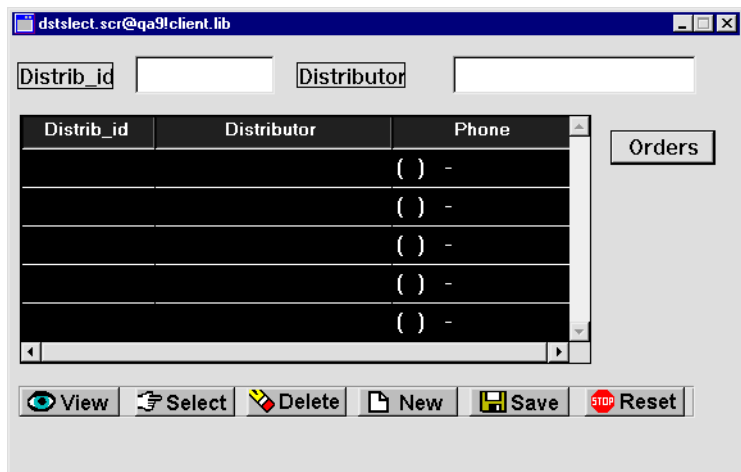 dstslect.scr@qa9!client.lib
Distrib_id Distributor
Distrib_id Distributor Phone
Orders
( ) -
( ) -
( ) -
( ) -
( ) -
View Select Delete New Save STOP Reset